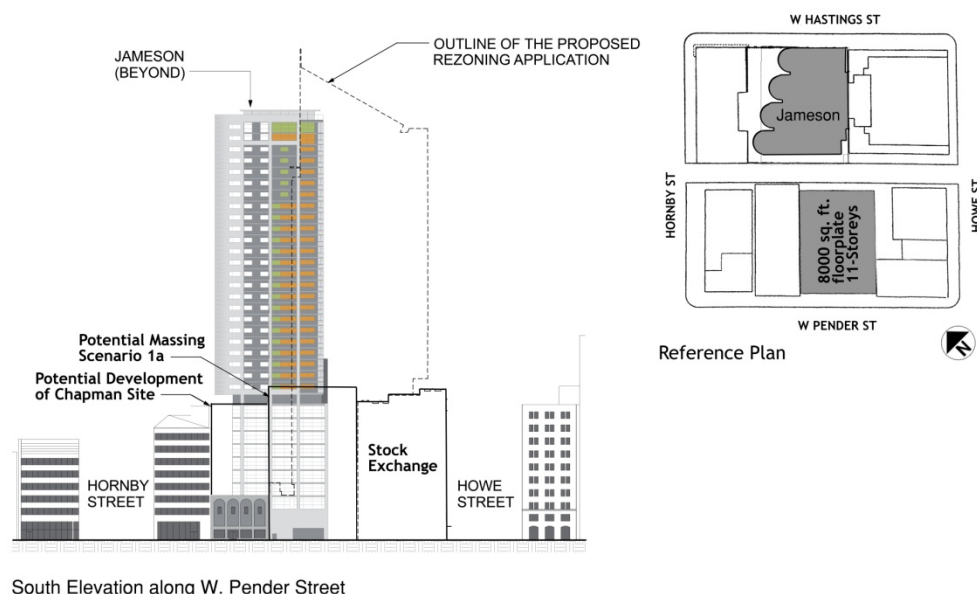 JAMESON
(BEYOND)
OUTLINE OF THE PROPOSED
REZONING APPLICATION
Potential Massing
Scenario 1a
Potential Development
of Chapman Site
HORNBY
STREET
Stock
Exchange
HOWE
STREET
South Elevation along W. Pender Street
W HASTINGS ST
Jameson
HORNBY ST
HOWE ST
8000 sq. ft.
floorplate
11-Storeys
W PENDER ST
Reference Plan
N